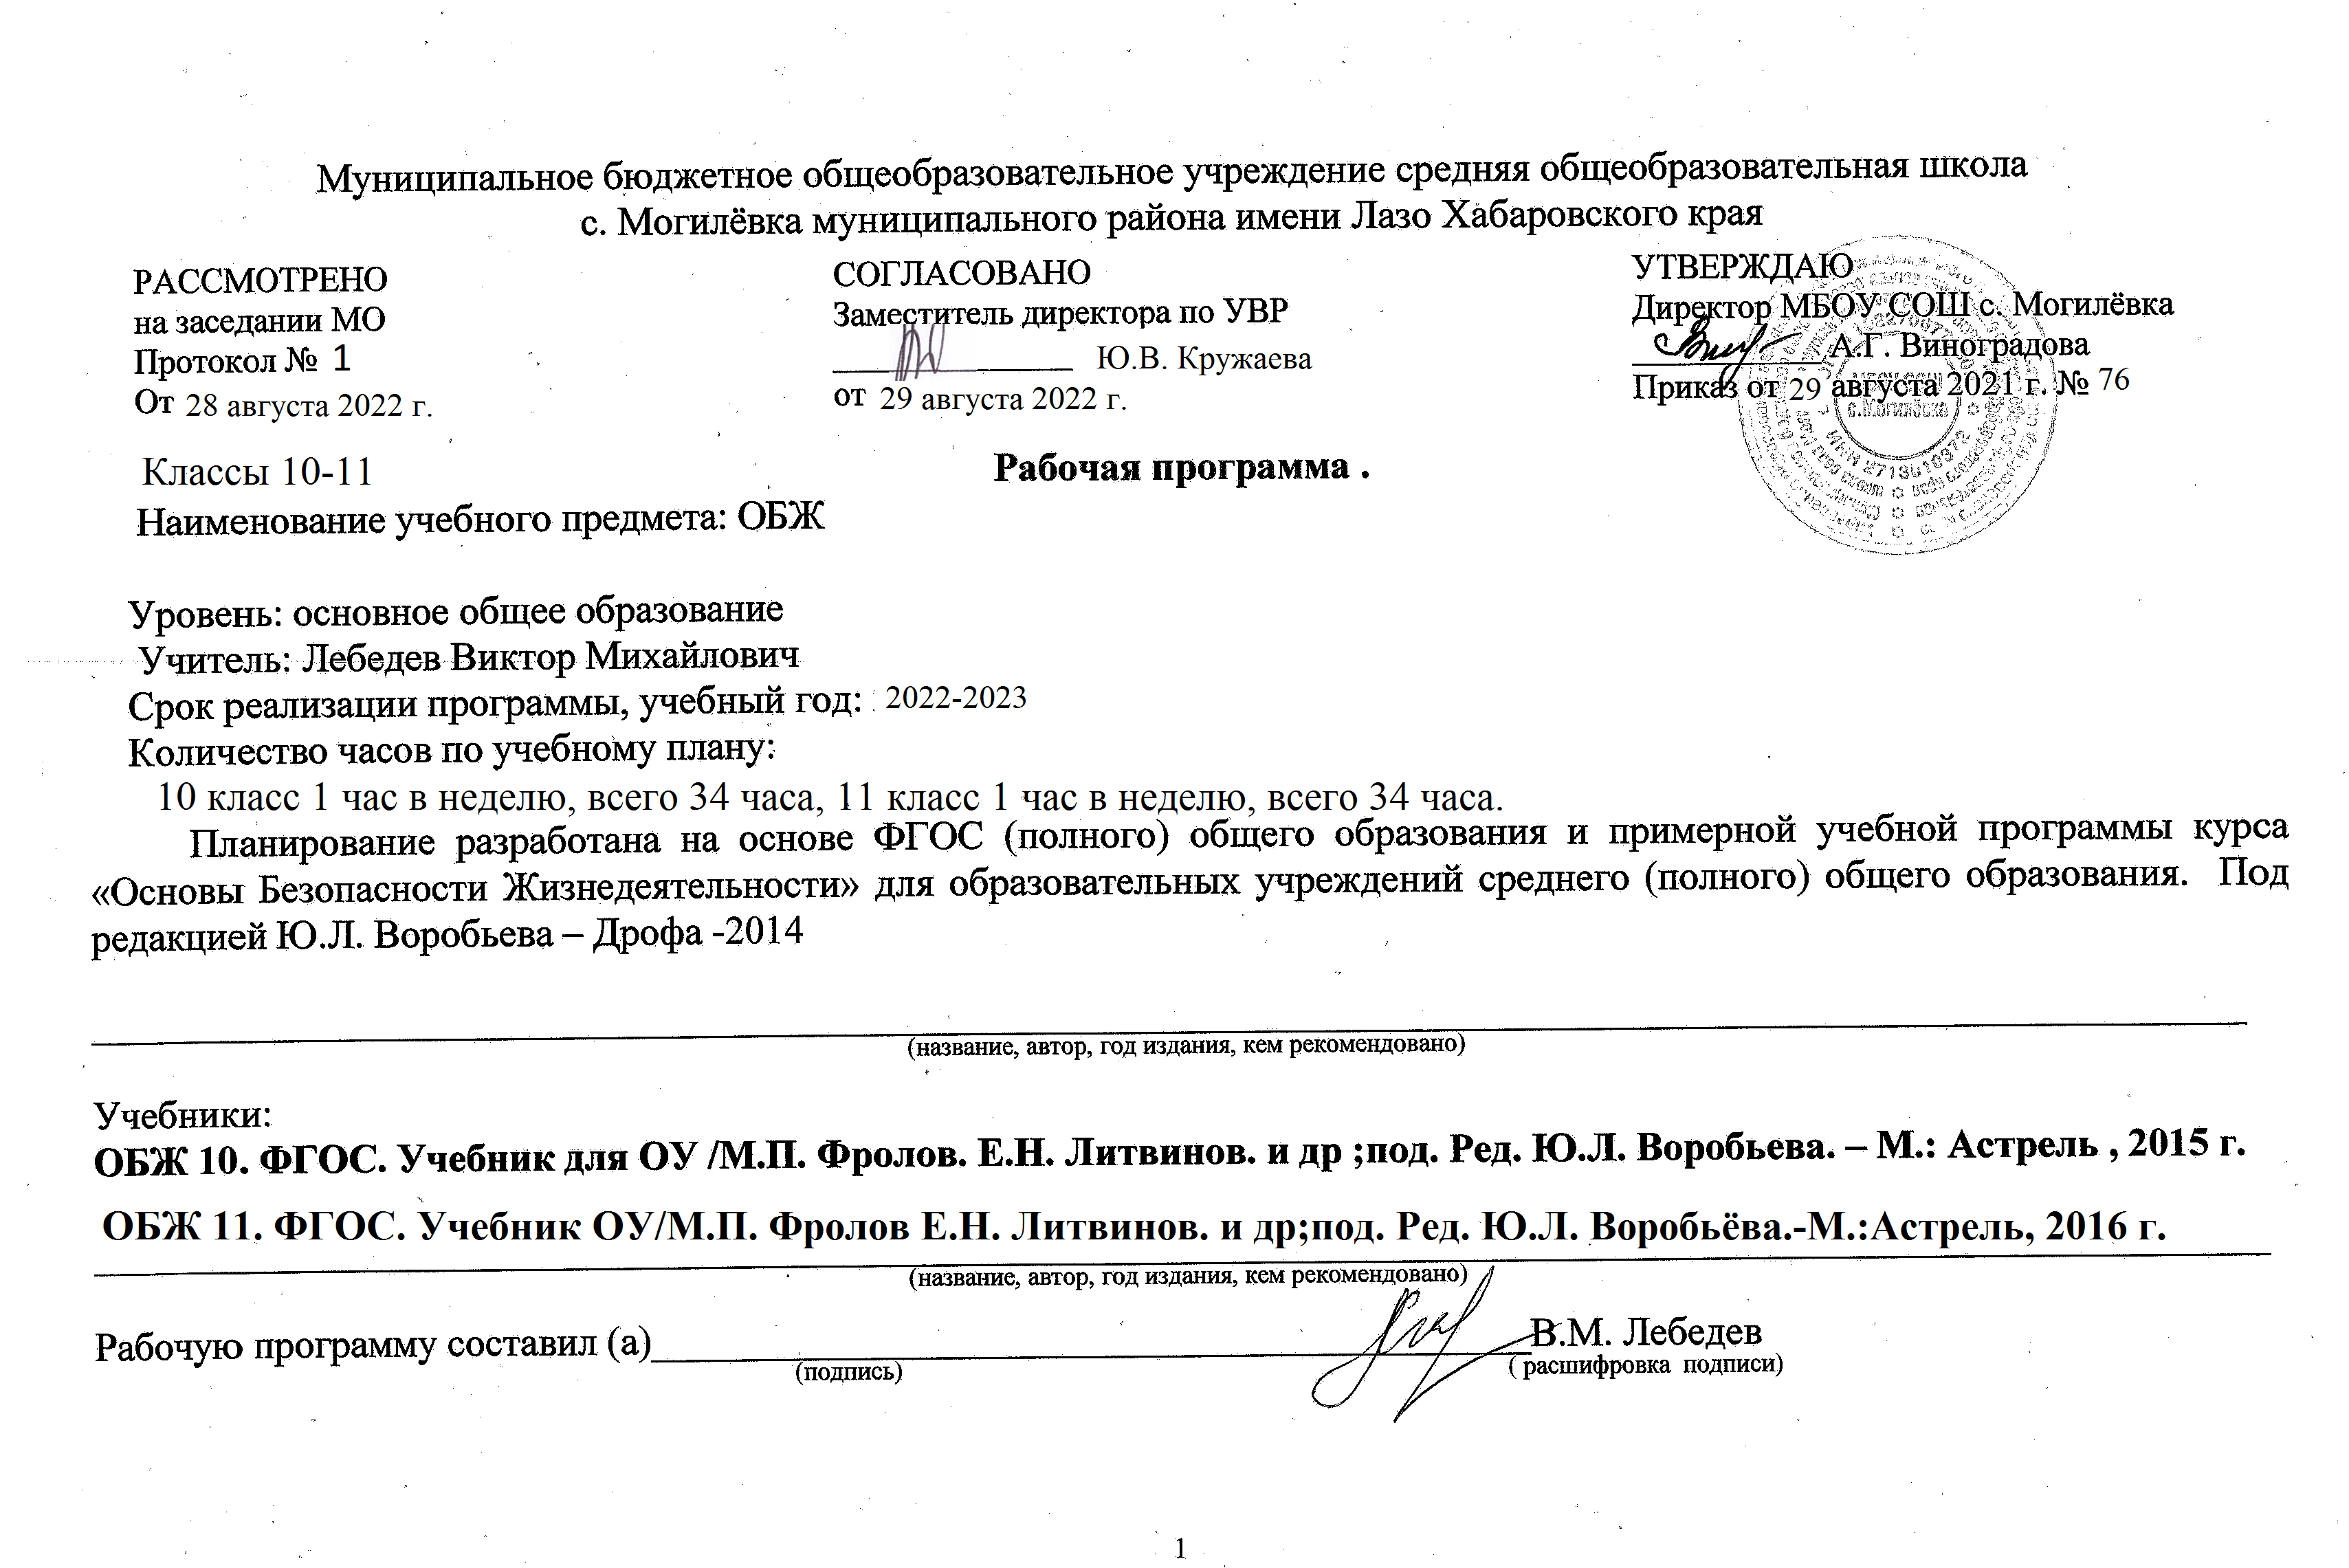 Муниципальное бюджетное общеобразовательное учреждение средняя общеобразовательная школа
с. Могилёвка муниципального района имени Лазо Хабаровского края
РАССМОТРЕНО
на заседании МО
Протокол № 1
От 28 августа 2022 г.
СОГЛАСОВАНО
Заместитель директора по УВР
Ю.В. Кружаева
от 29 августа 2022 г.
УТВЕРЖДАЮ
Директор МБОУ СОШ с. Могилёвка
А.Г. Виноградова
Приказ от 29 августа 2021 г. № 76
с.Могилёвка
Классы 10-11
Рабочая программа .
Наименование учебного предмета: ОБЖ
Уровень: основное общее образование
Учитель: Лебедев Виктор Михайлович
Срок реализации программы, учебный год: 2022-2023
Количество часов по учебному плану:
10 класс 1 час в неделю, всего 34 часа, 11 класс 1 час в неделю, всего 34 часа.
Планирование разработана на основе ФГОС (полного) общего образования и примерной учебной программы курса
«Основы Безопасности Жизнедеятельности» для образовательных учреждений среднего (полного) общего образования. Под
редакцией Ю.Л. Воробьева – Дрофа -2014
(название, автор, год издания, кем рекомендовано)
Учебники:
ОБЖ 10. ФГОС. Учебник для ОУ /М.П. Фролов. Е.Н. Литвинов. и др ;под. Ред. Ю.Л. Воробьева. – М.: Астрель , 2015 г.
ОБЖ 11. ФГОС. Учебник ОУ/М.П. Фролов Е.Н. Литвинов. и др;под. Ред. Ю.Л. Воробьёва.-М.:Астрель, 2016 г.
(название, автор, год издания, кем рекомендовано)
Рабочую программу составил (а) В.М. Лебедев
(подпись) ( расшифровка подписи)
1